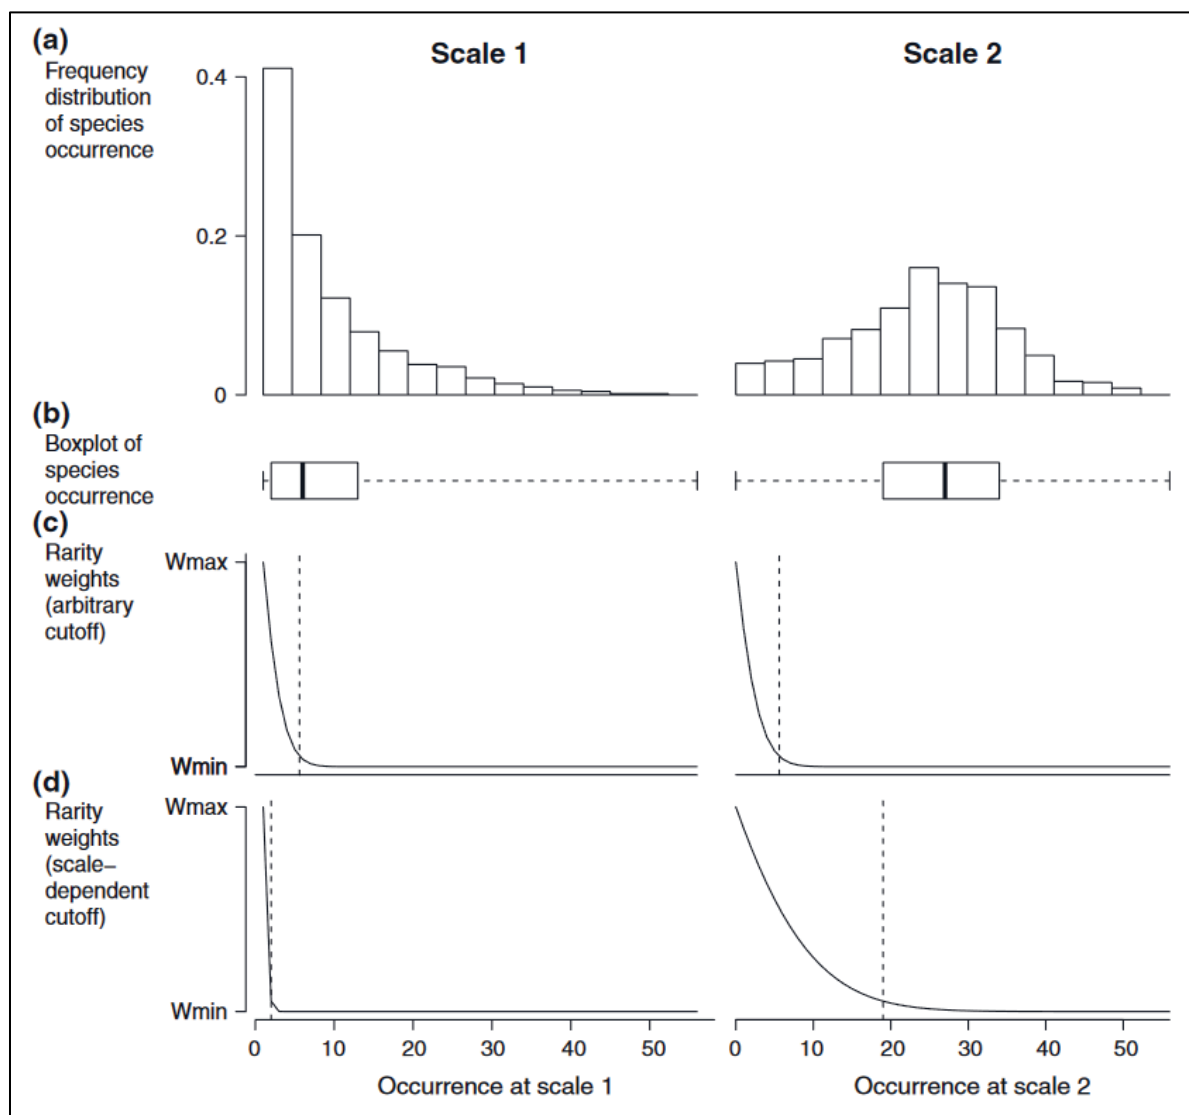 (a)
Scale 1
Scale 2
Frequency
distribution
of species
occurrence
0.4
0.2
0
(b)
Boxplot of
species
occurrence
(c)
Rarity
weights
(arbitrary
cutoff)
Wmax
Wmin
(d)
Rarity
weights
(scale–
dependent
cutoff)
Wmax
Wmin
0 10 20 30 40 50
0 10 20 30 40 50
Occurrence at scale 1
Occurrence at scale 2